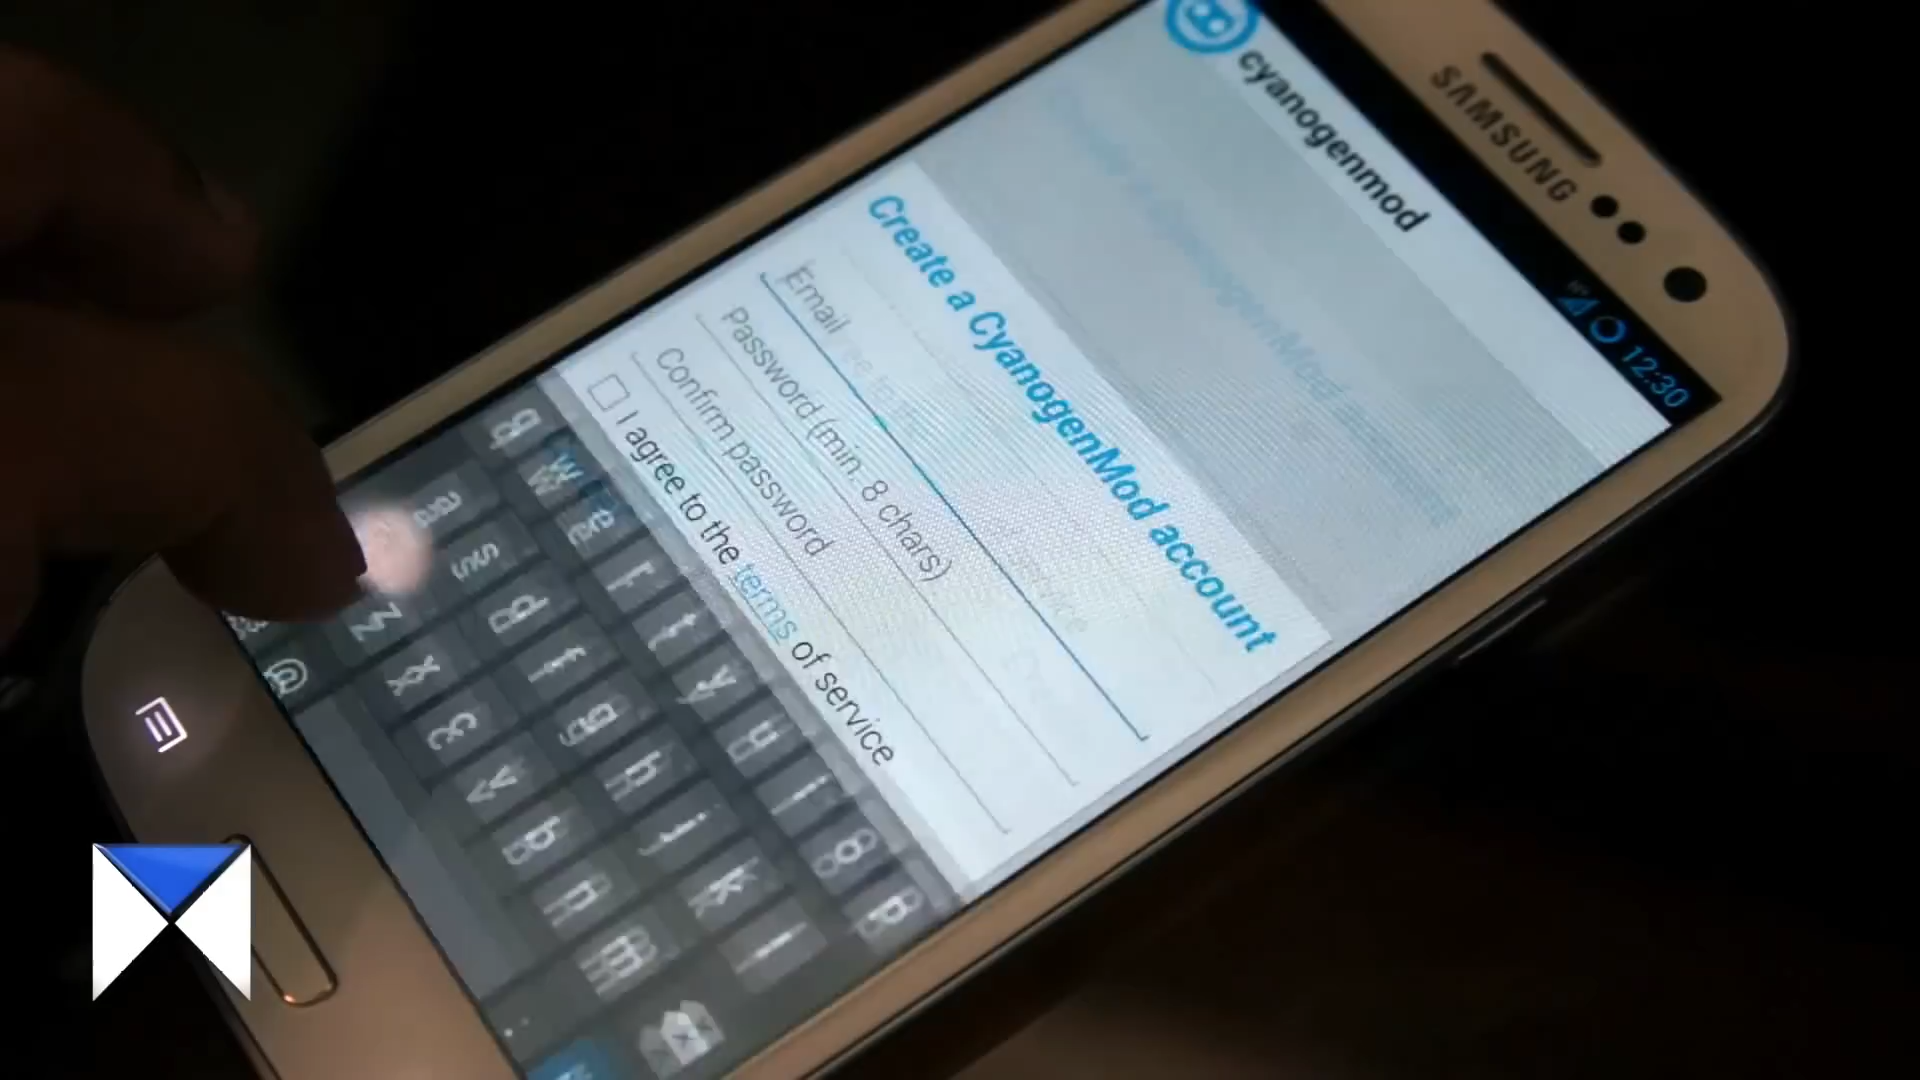 SAMSUNG
12:30
cyanogenmod
Create a CyanogenMod account
Email
Password (min. 8 chars)
Confirm password
I agree to the terms of service